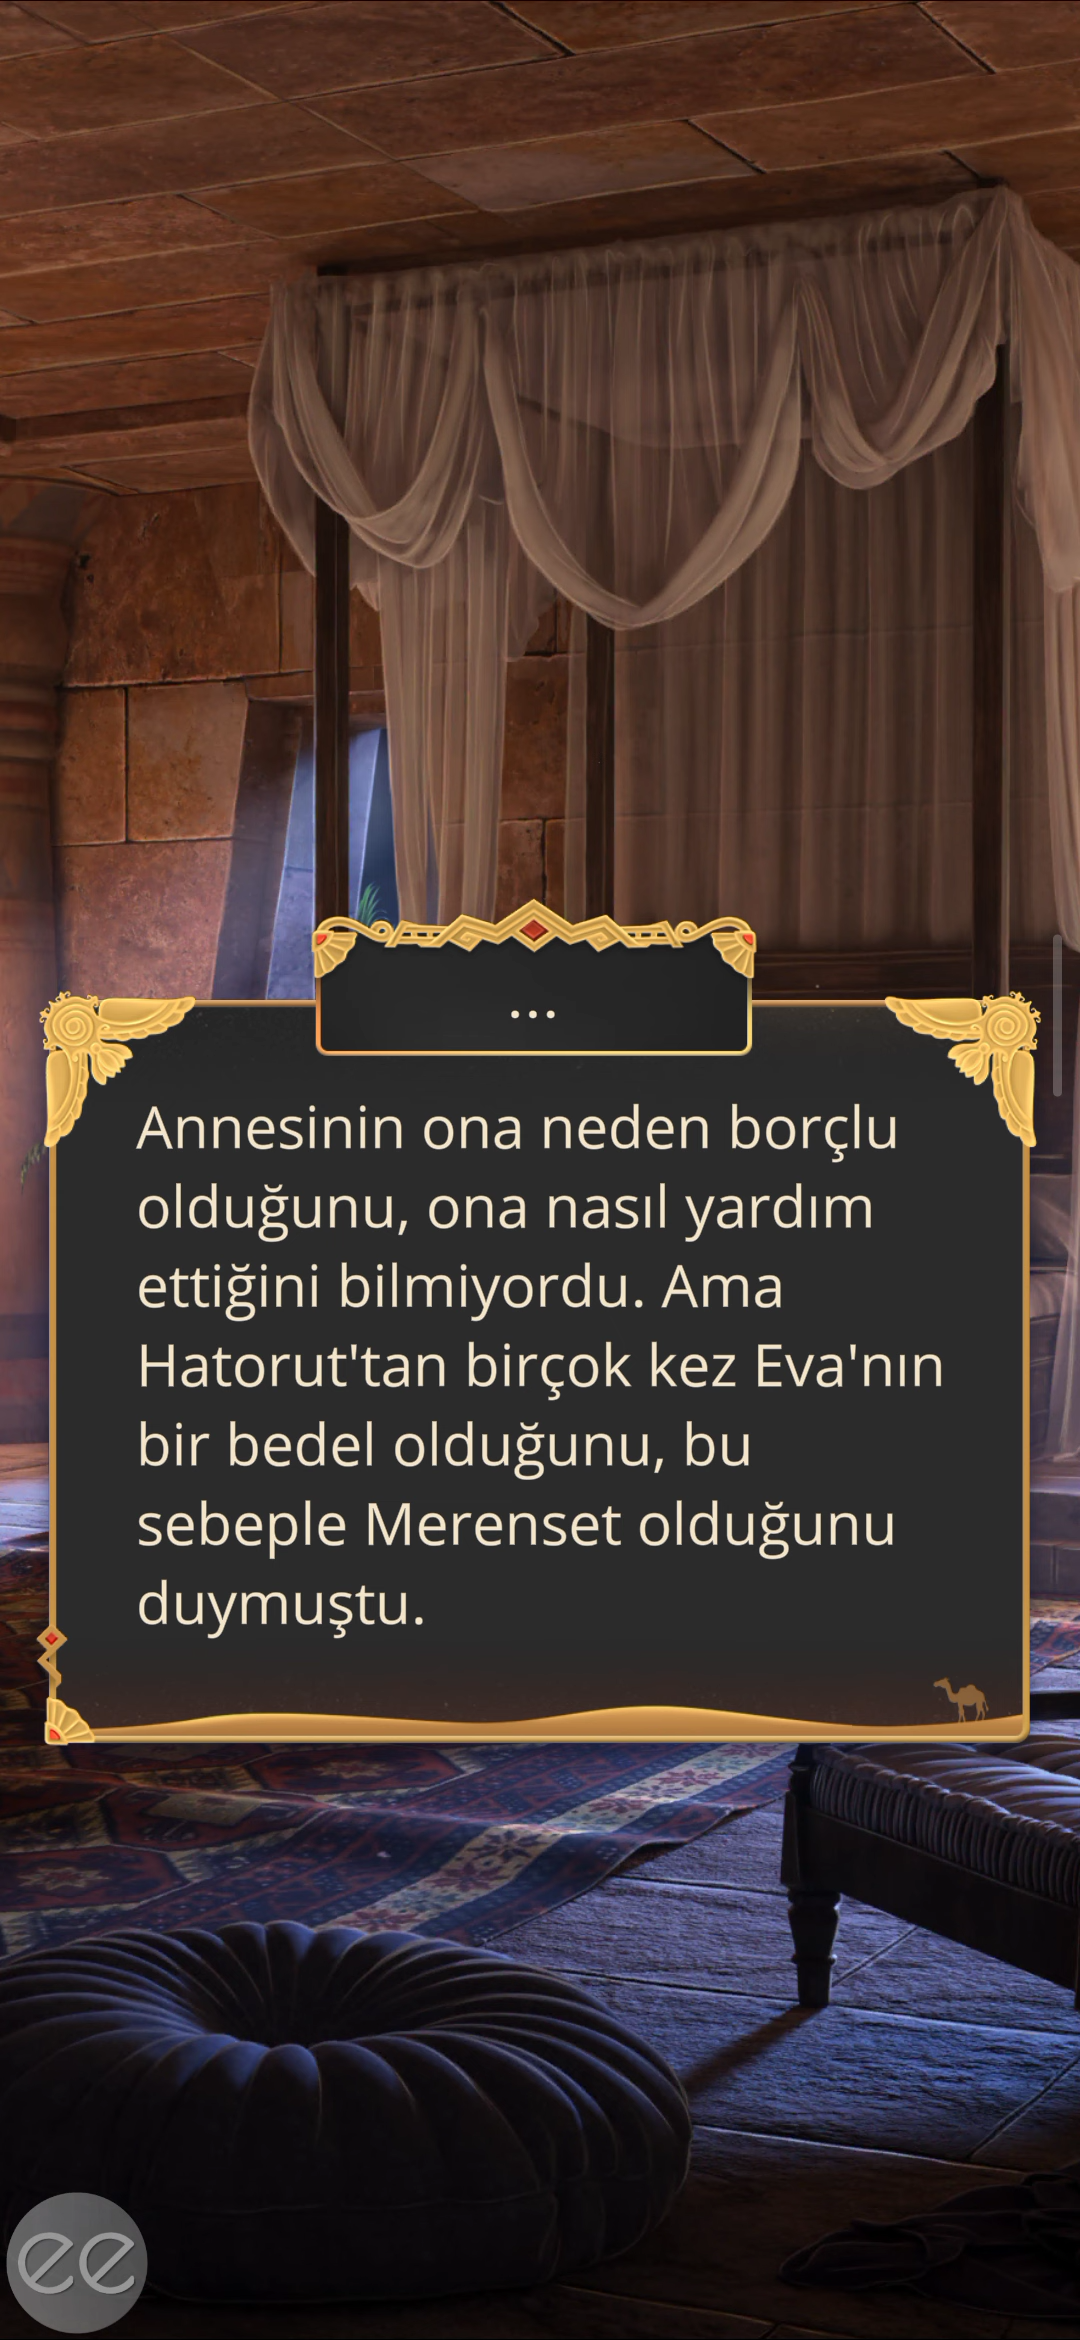 ...
Annesinin ona neden borçlu
olduğunu, ona nasıl yardım
ettiğini bilmiyordu. Ama
Hatorut'tan birçok kez Eva'nın
bir bedel olduğunu, bu
sebeple Merenset olduğunu
duymuştu.
ee